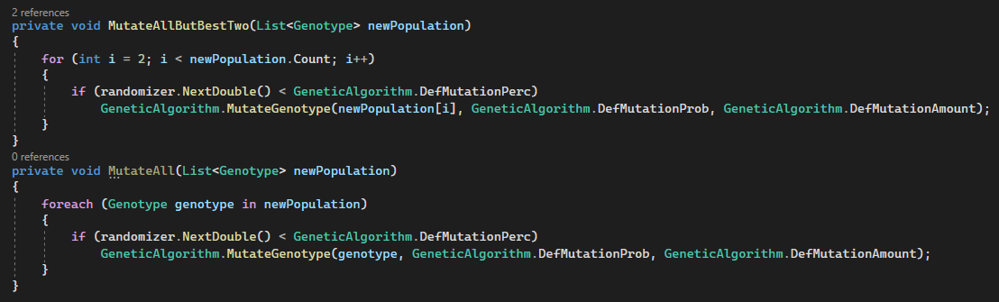 2 references
private void MutateAllButBestTwo(List<Genotype> newPopulation)
{
    for (int i = 2; i < newPopulation.Count; i++)
    {
        if (randomizer.NextDouble() < GeneticAlgorithm.DefMutationPerc)
            GeneticAlgorithm.MutateGenotype(newPopulation[i], GeneticAlgorithm.DefMutationProb, GeneticAlgorithm.DefMutationAmount);
    }
}
0 references
private void MutateAll(List<Genotype> newPopulation)
{
    foreach (Genotype genotype in newPopulation)
    {
        if (randomizer.NextDouble() < GeneticAlgorithm.DefMutationPerc)
            GeneticAlgorithm.MutateGenotype(genotype, GeneticAlgorithm.DefMutationProb, GeneticAlgorithm.DefMutationAmount);
    }
}